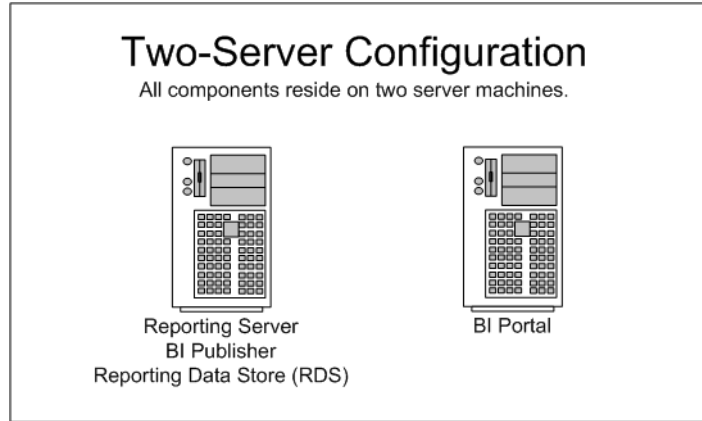 Two-Server Configuration
All components reside on two server machines.
Reporting Server
BI Publisher
Reporting Data Store (RDS)
BI Portal